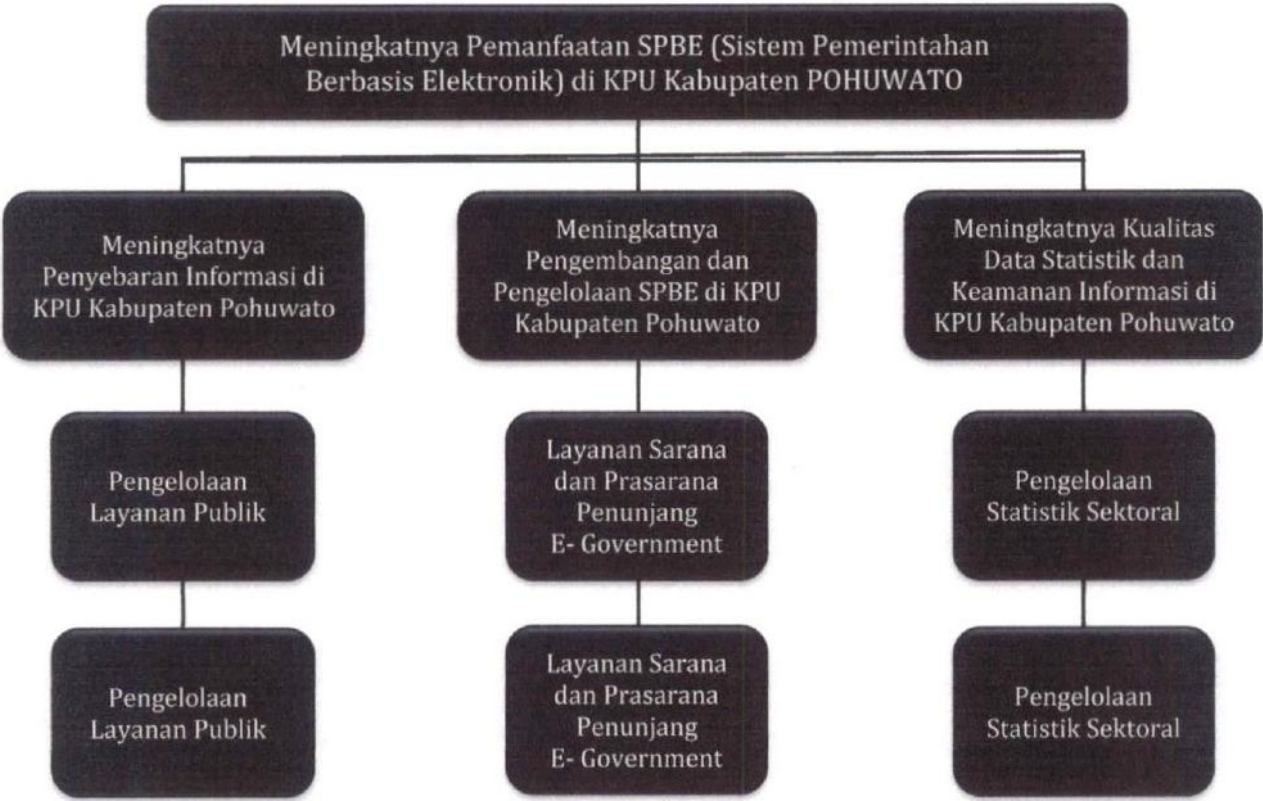 Meningkatnya Pemanfaatan SPBE (Sistem Pemerintahan
Berbasis Elektronik) di KPU Kabupaten POHUWATO
Meningkatnya
Penyebaran Informasi di
KPU Kabupaten Pohuwato
Meningkatnya
Pengembangan dan
Pengelolaan SPBE di KPU
Kabupaten Pohuwato
Meningkatnya Kualitas
Data Statistik dan
Keamanan Informasi di
KPU Kabupaten Pohuwato
Pengelolaan
Layanan Publik
Layanan Sarana
dan Prasarana
Penunjang
E- Government
Pengelolaan
Statistik Sektoral
Pengelolaan
Layanan Publik
Layanan Sarana
dan Prasarana
Penunjang
E- Government
Pengelolaan
Statistik Sektoral